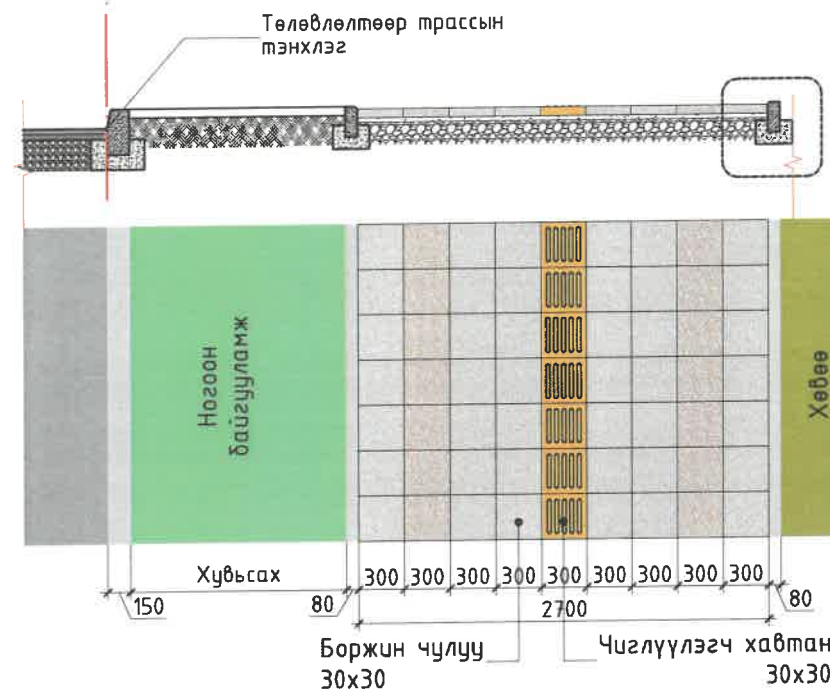 Төлөвлөлтөөр трассын
тэнхлэг
Ногоон
байгууламж
Хөвөө
Хувьсах
300 300 300 300 300 300 300 300 300
150
80
2700
80
Боржин чулуу
30x30
Чиглүүлэгч хавтан
30x30